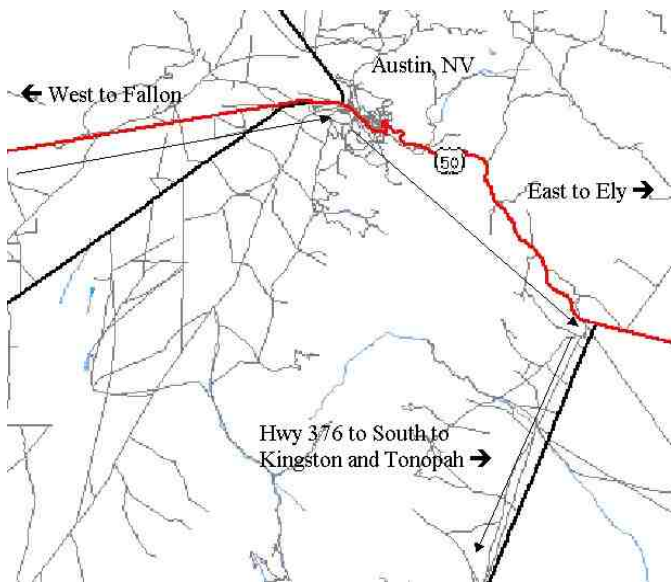 Austin, NV
← West to Fallon
50
East to Ely →
Hwy 376 to South to
Kingston and Tonopah →